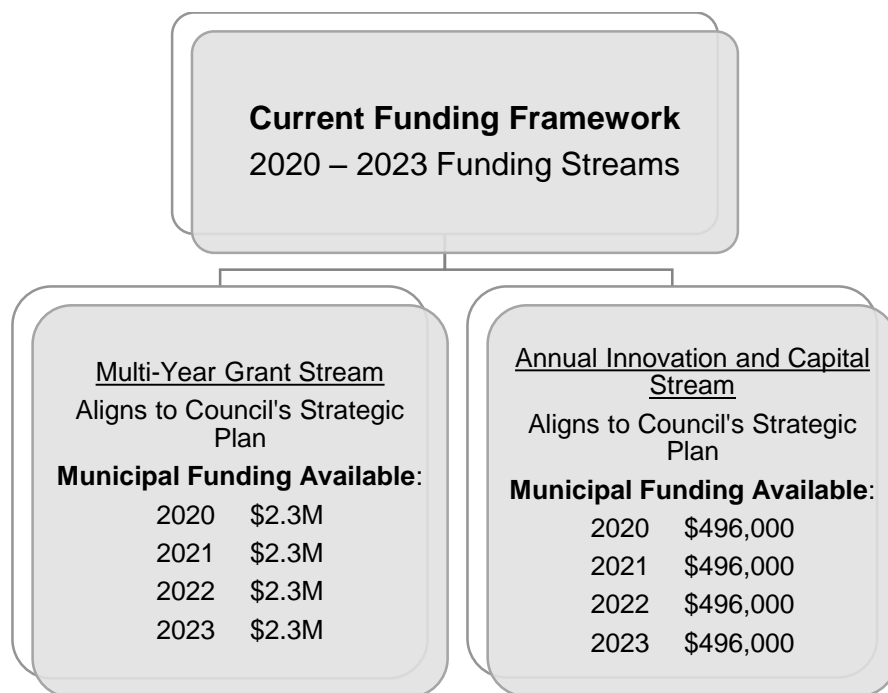 Current Funding Framework
2020 – 2023 Funding Streams
Multi-Year Grant Stream
Aligns to Council's Strategic
Plan
Municipal Funding Available:
2020 $2.3M
2021 $2.3M
2022 $2.3M
2023 $2.3M
Annual Innovation and Capital
Stream
Aligns to Council's Strategic
Plan
Municipal Funding Available:
2020 $496,000
2021 $496,000
2022 $496,000
2023 $496,000